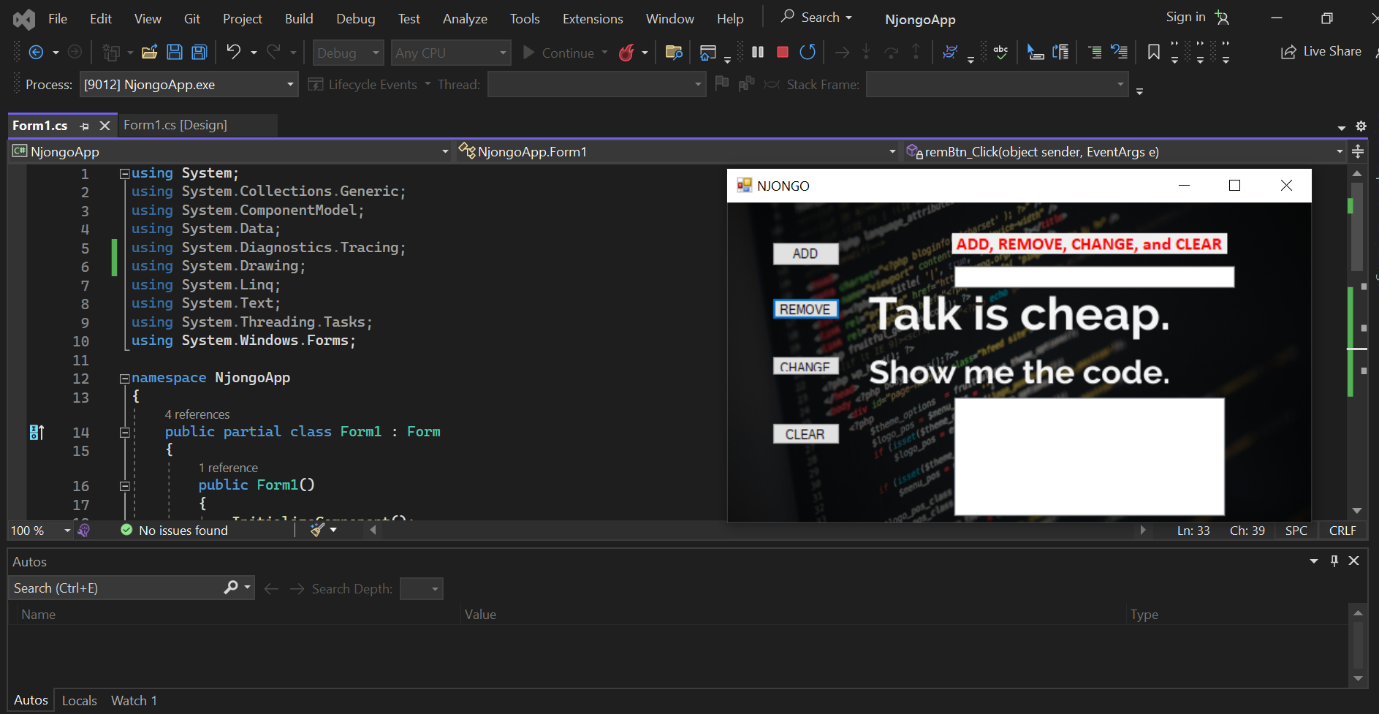 File Edit View Git Project Build Debug Test Analyze Tools Extensions Window Help Search NjongoApp Sign in
Debug Any CPU Continue Live Share
Process: [9012] NjongoApp.exe Lifecycle Events Thread: Stack Frame:
Form1.cs Form1.cs [Design]
NjongoApp NjongoApp.Form1 remBtn_Click(object sender, EventArgs e)
1 using System;
2 using System.Collections.Generic;
3 using System.ComponentModel;
4 using System.Data;
5 using System.Diagnostics.Tracing;
6 using System.Drawing;
7 using System.Linq;
8 using System.Text;
9 using System.Threading.Tasks;
10 using System.Windows.Forms;
11
12 namespace NjongoApp
13 {
4 references
14 public partial class Form1 : Form
15 {
1 reference
16 public Form1()
17 {
InitializeComponent();
NJONGO
ADD
ADD, REMOVE, CHANGE, and CLEAR
REMOVE
Talk is cheap.
CHANGE
Show me the code.
CLEAR
100 % No issues found Ln: 33 Ch: 39 SPC CRLF
Autos
Search (Ctrl+E) Search Depth:
Name Value Type
Autos Locals Watch 1